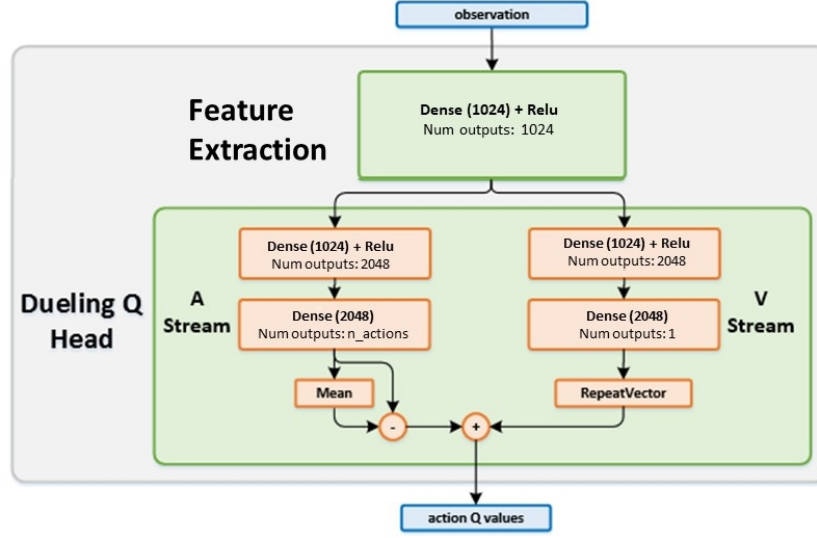 observation
Feature
Extraction
Dense (1024) + Relu
Num outputs: 1024
Dueling Q
Head
A
Stream
Dense (1024) + Relu
Num outputs: 2048
Dense (2048)
Num outputs: n_actions
Mean
-
Dense (1024) + Relu
Num outputs: 2048
Dense (2048)
Num outputs: 1
RepeatVector
+
V
Stream
action Q values